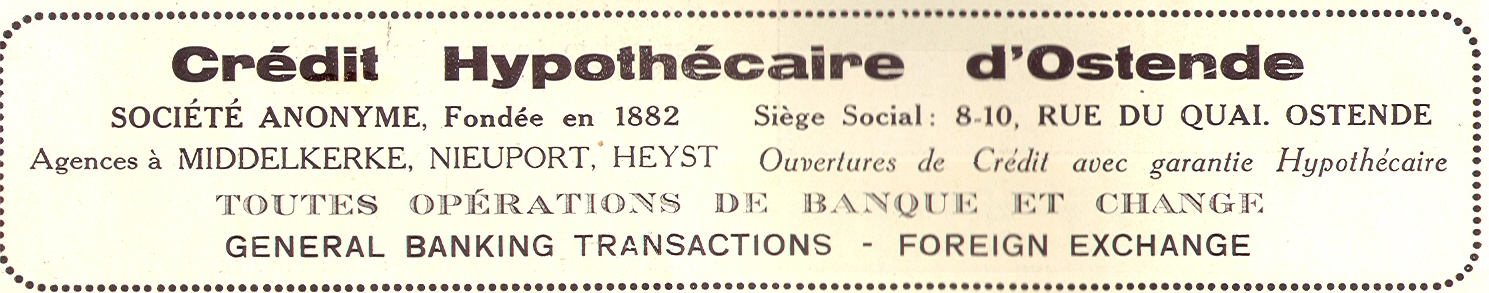 Crédit Hypothécaire d'Ostende
SOCIÉTÉ ANONYME, Fondée en 1882 Siège Social: 8-10, RUE DU QUAI. OSTENDE
Agences à MIDDELKERKE, NIEUPORT, HEYST Ouvertures de Crédit avec garantie Hypothécaire
TOUTES OPÉRATIONS DE BANQUE ET CHANGE
GENERAL BANKING TRANSACTIONS - FOREIGN EXCHANGE